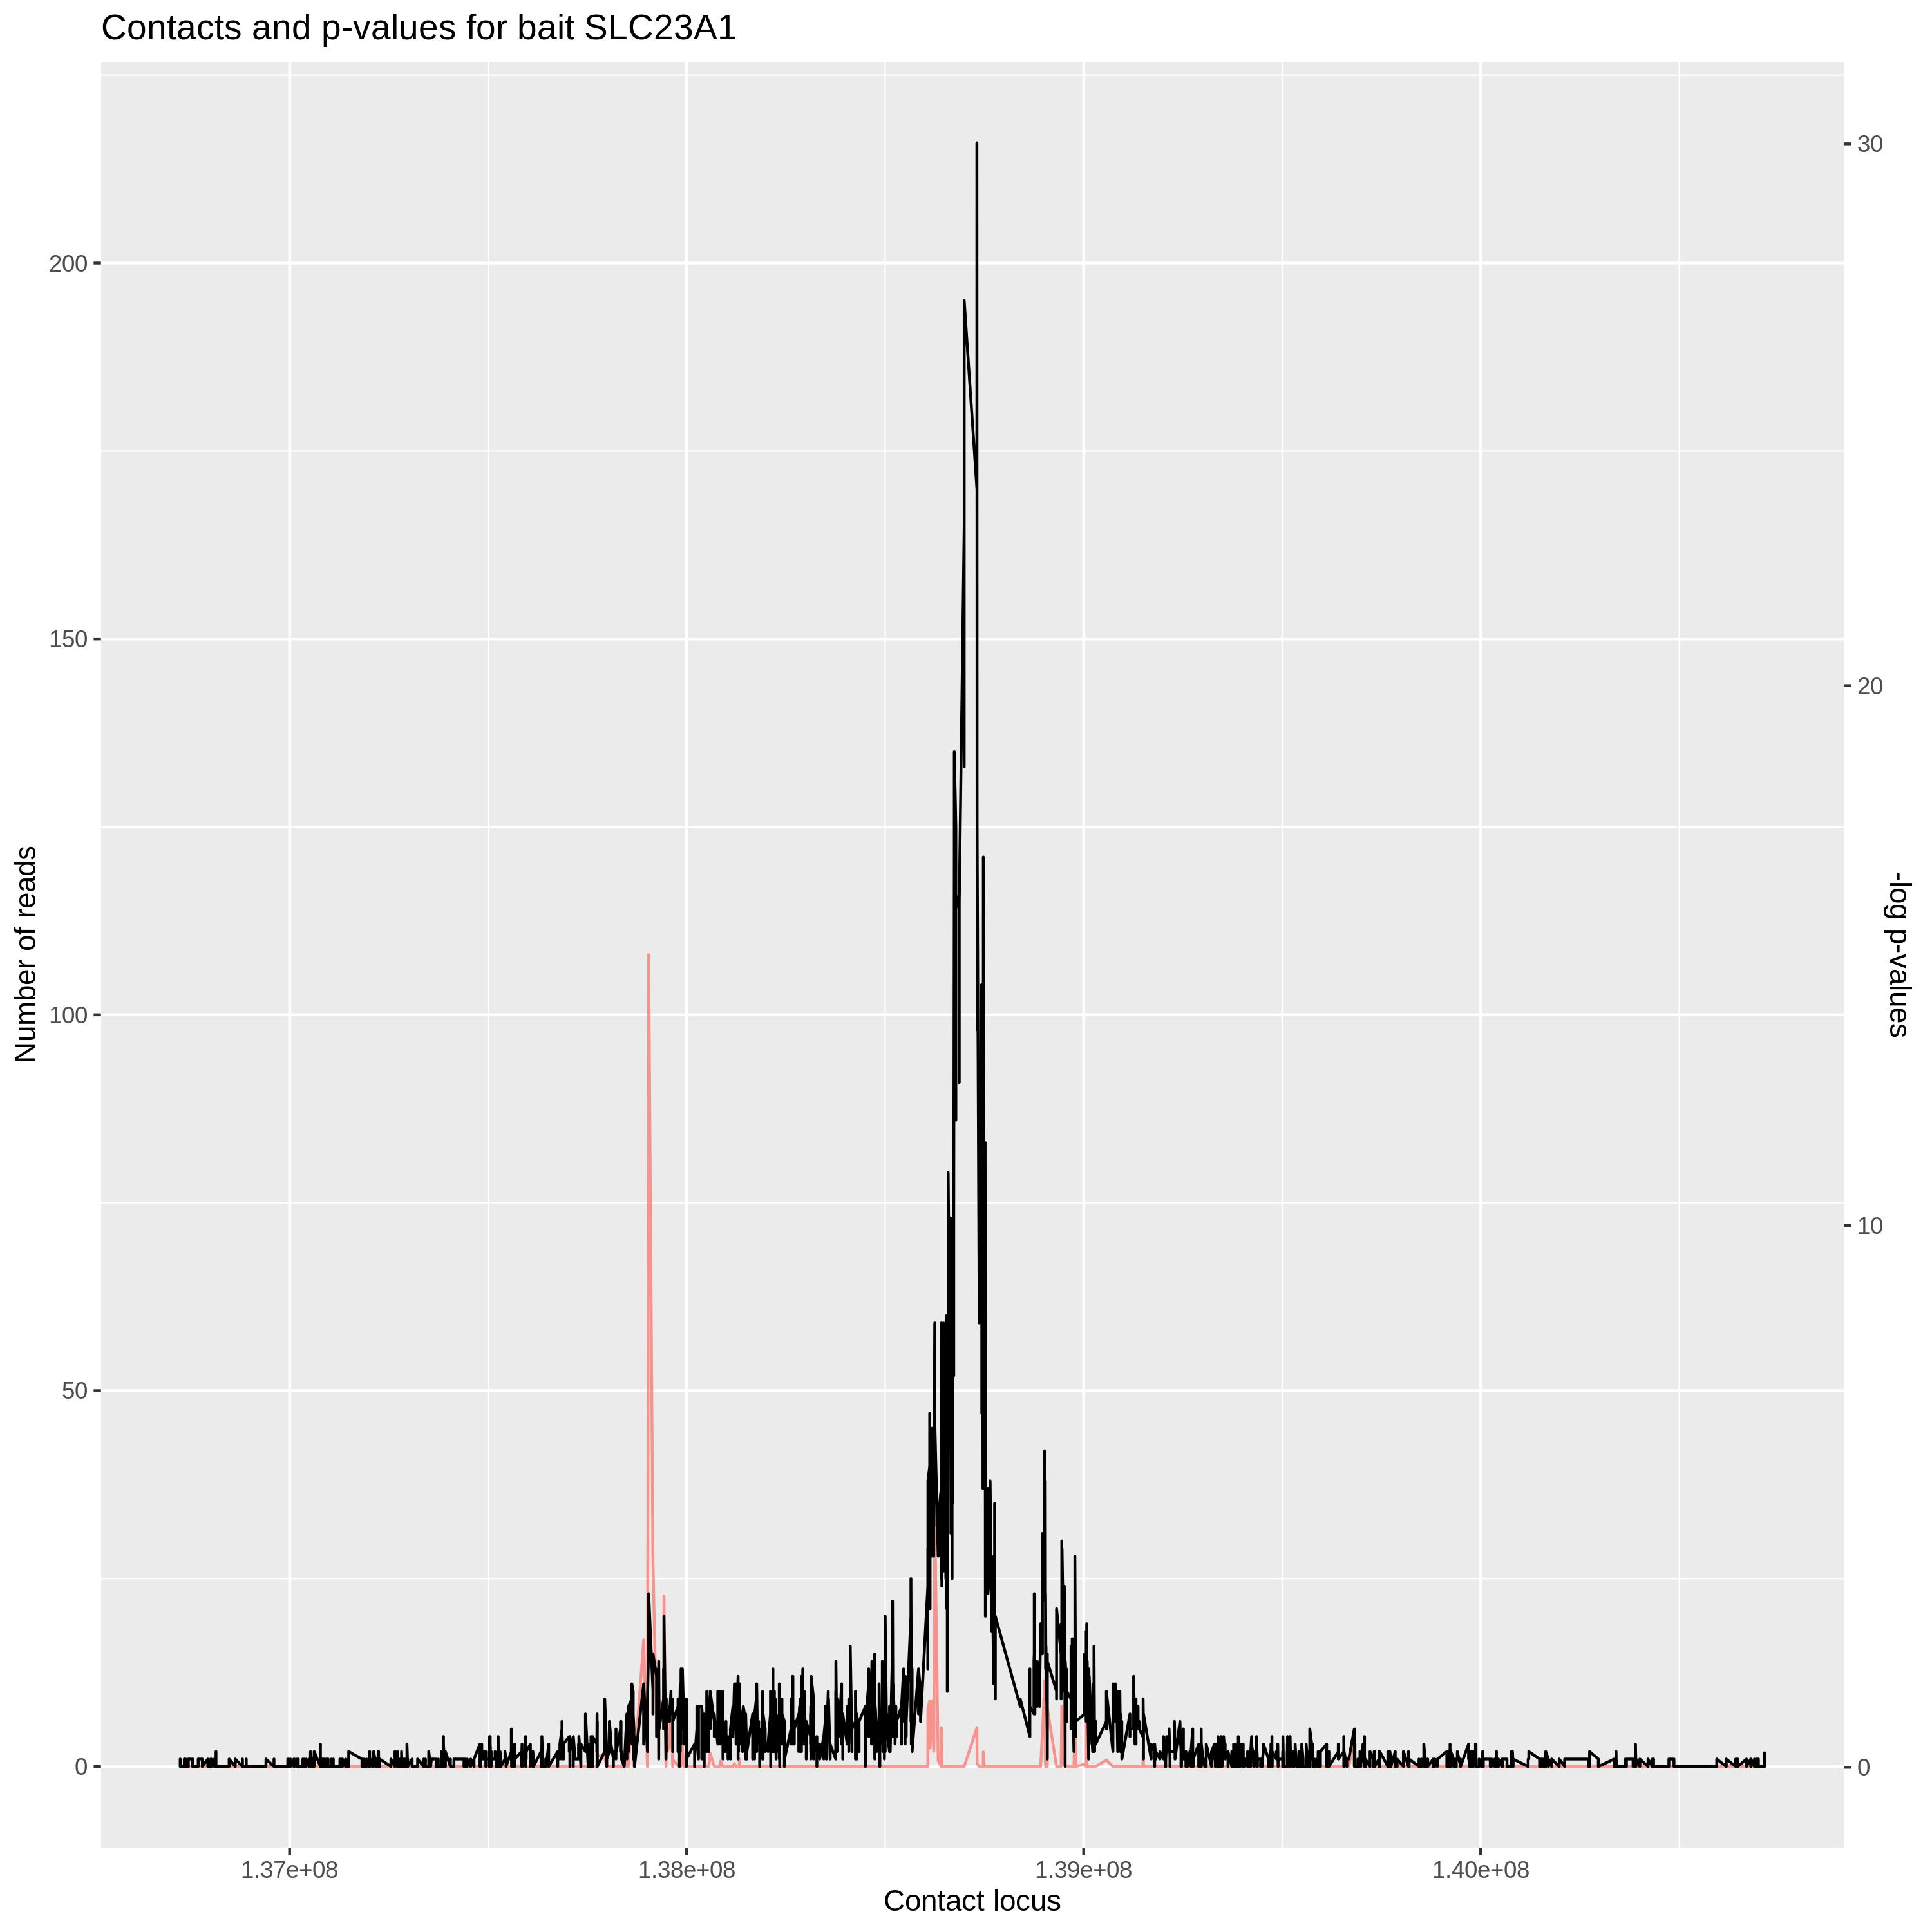 Contacts and p-values for bait SLC23A1
Number of reads
200
150
100
50
0
30
20
10
0
-log p-values
1.37e+08
1.38e+08
1.39e+08
1.40e+08
Contact locus